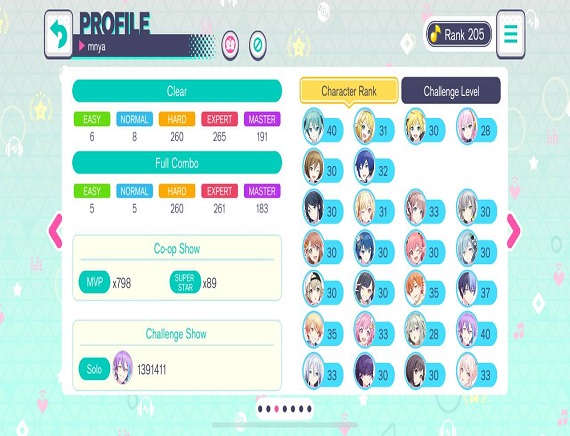 PROFILE
mnya
Rank 205
Clear
EASY NORMAL HARD EXPERT MASTER
6 8 260 265 191
Full Combo
EASY NORMAL HARD EXPERT MASTER
5 5 260 261 183
Co-op Show
MVP x798 SUPER STAR x89
Challenge Show
Solo 1391411
Character Rank Challenge Level
40 31 30 28
30 32
30 31 33 30
30 30 30 30
30 30 35 37
35 33 28 40
33 30 30 33